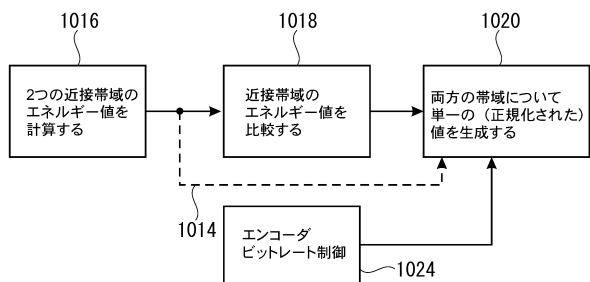 1016
1018
1020
2つの近接帯域の
エネルギー値を
計算する
近接帯域の
エネルギー値を
比較する
両方の帯域について
単一の（正規化された）
値を生成する
1014
エンコーダ
ビットレート制御
1024